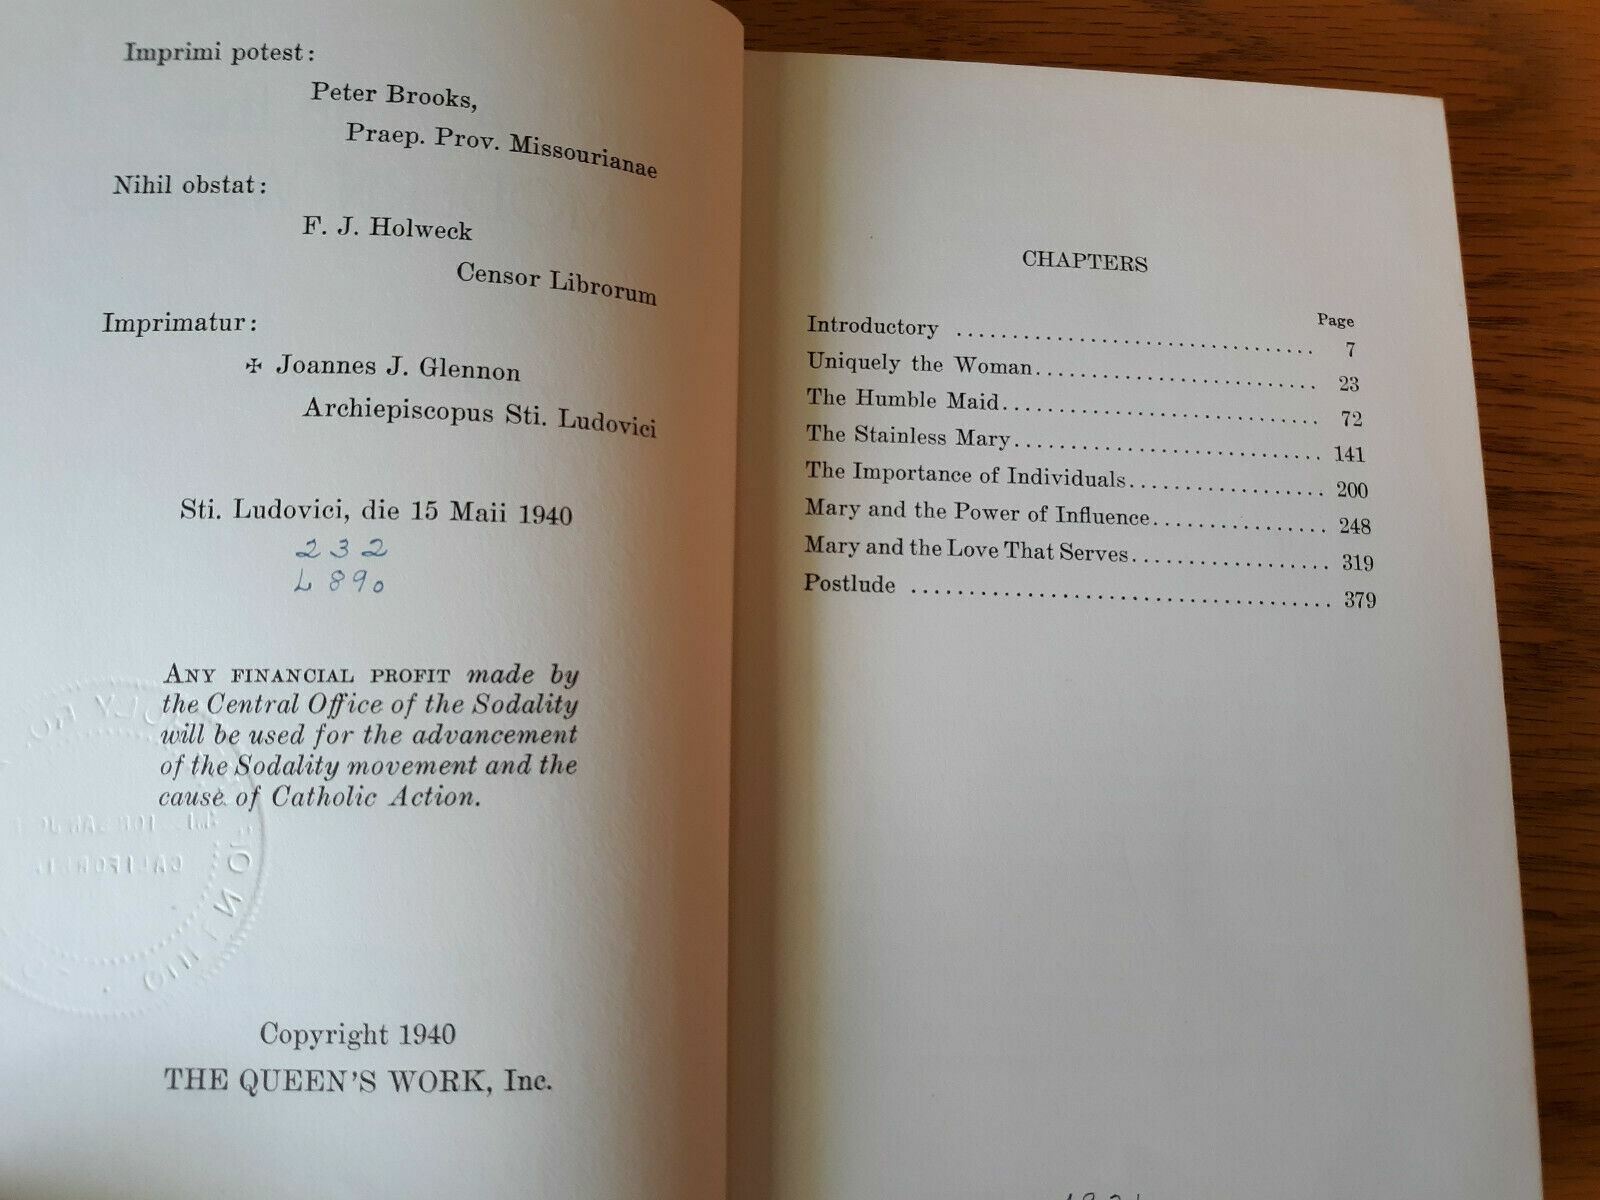 Imprimi potest:
Peter Brooks,
Praep. Prov. Missourianae
Nihil obstat:
F. J. Holweck
Censor Librorum
Imprimatur:
✠ Joannes J. Glennon
Archiepiscopus Sti. Ludovici
Sti. Ludovici, die 15 Maii 1940
232
L890
ANY FINANCIAL PROFIT made by
the Central Office of the Sodality
will be used for the advancement
of the Sodality movement and the
cause of Catholic Action.
Copyright 1940
THE QUEEN'S WORK, Inc.
CHAPTERS
Page
Introductory ................................. 7
Uniquely the Woman.......................... 23
The Humble Maid............................. 72
The Stainless Mary............................ 141
The Importance of Individuals.................. 200
Mary and the Power of Influence................ 248
Mary and the Love That Serves.................. 319
Postlude ..................................... 379